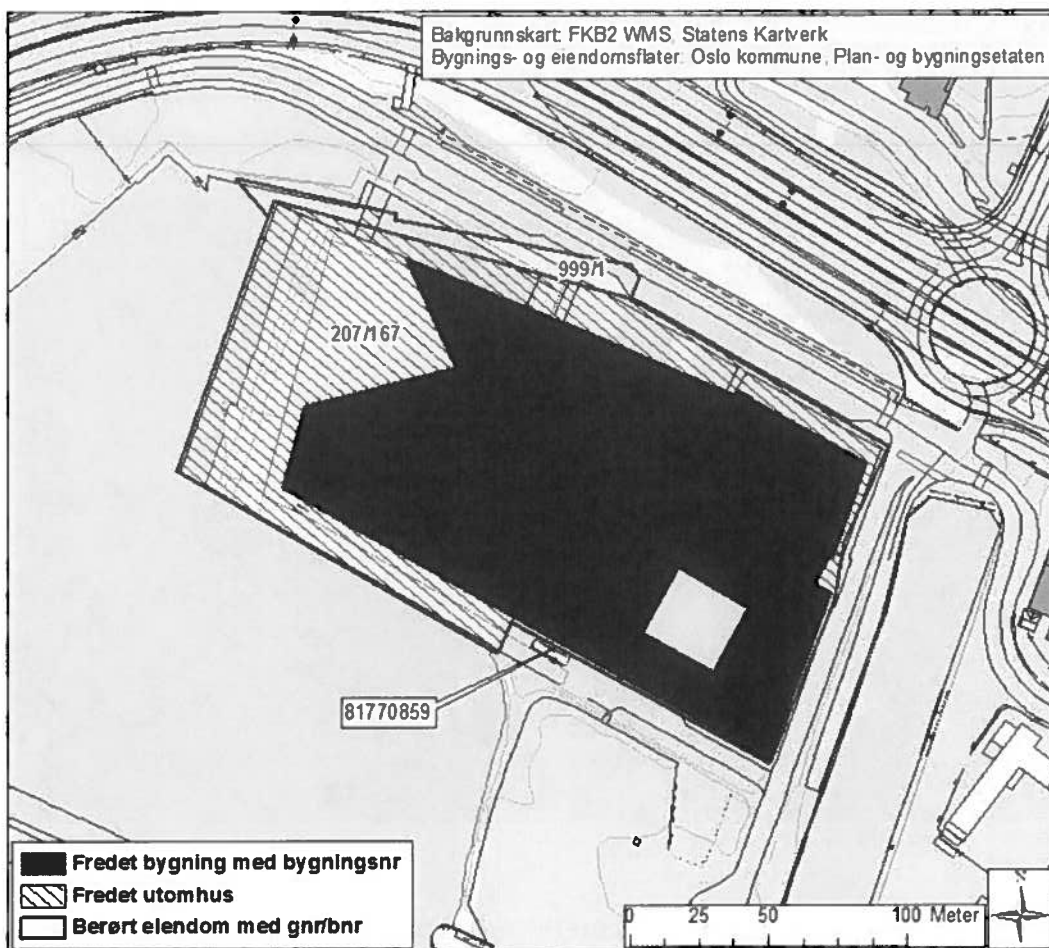 Bakgrunnskart: FKB2 WMS, Statens Kartverk
Bygnings- og eiendomsflater: Oslo kommune, Plan- og bygningsetaten
999/1
207/167
81770859
Fredet bygning med bygningsnr
Fredet utomhus
Berørt eiendom med gnr/bnr
0 25 50 100 Meter
N